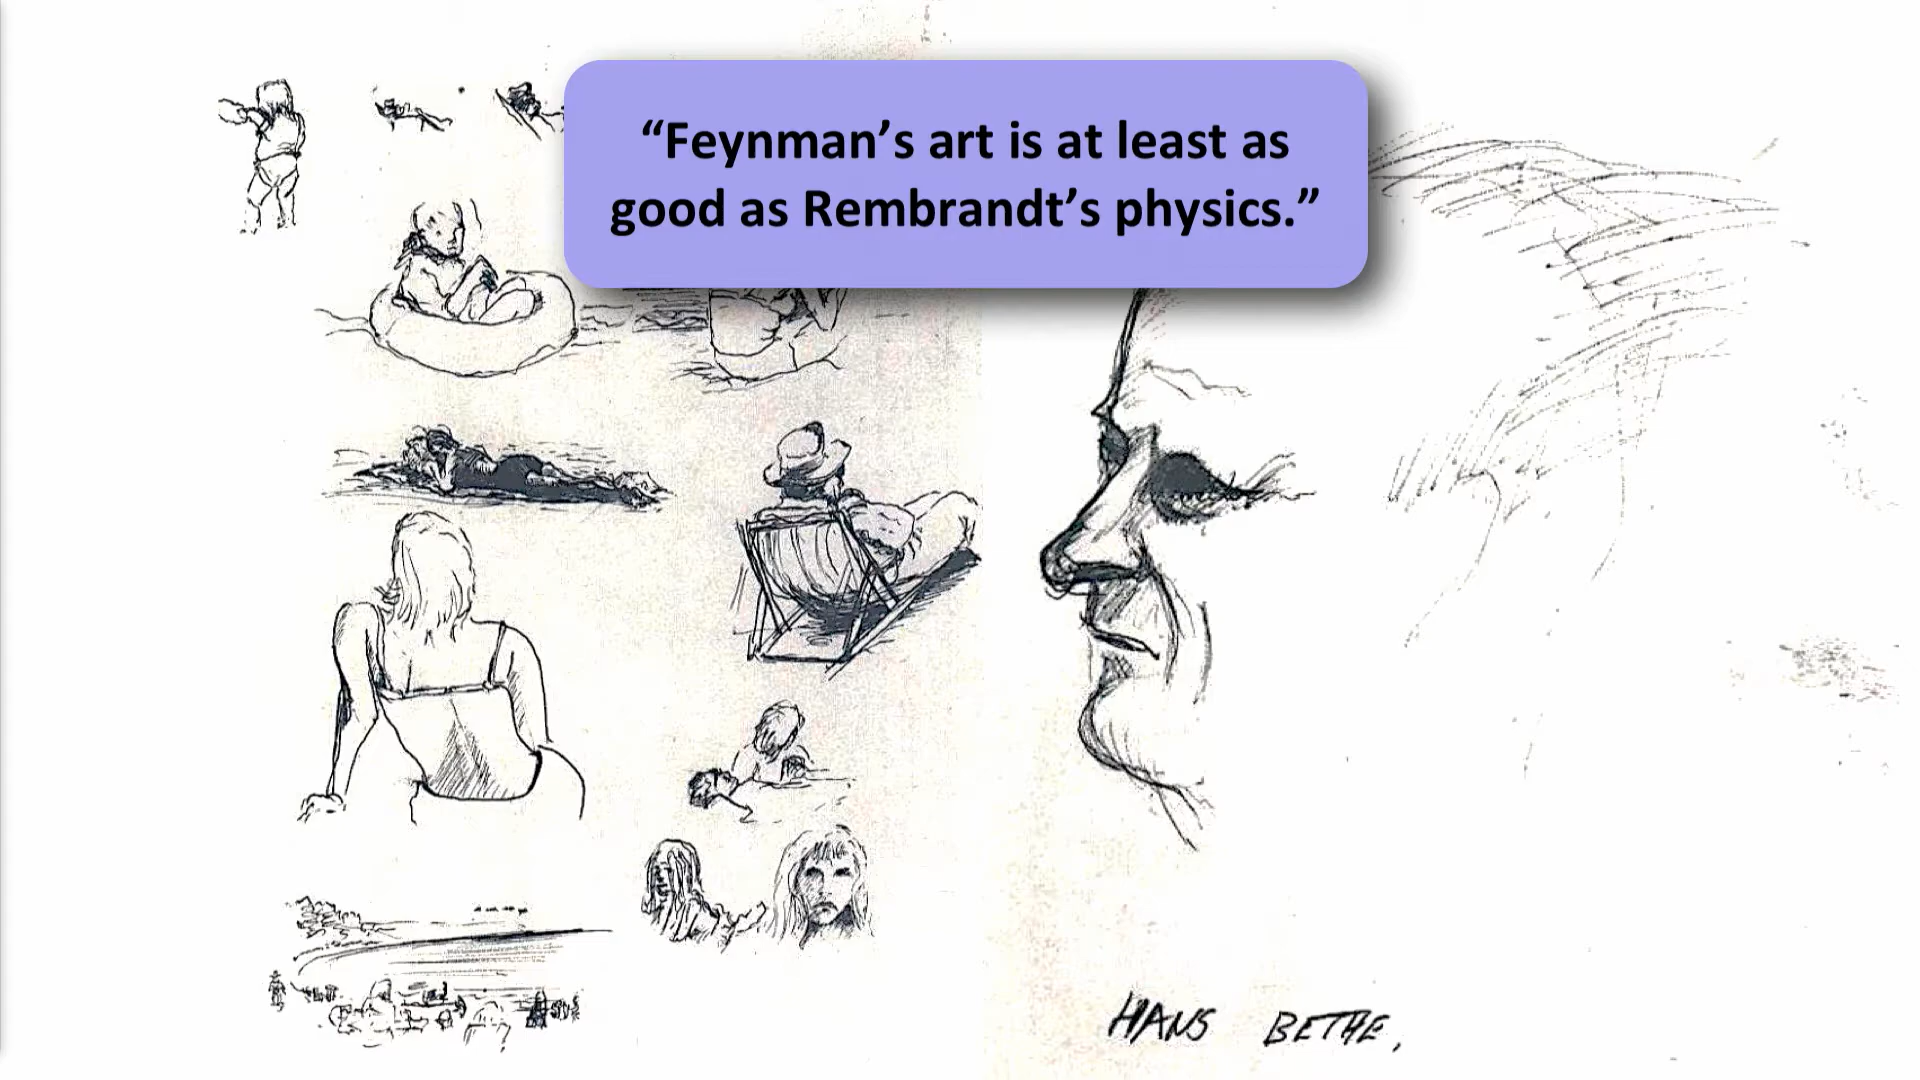 “Feynman’s art is at least as
good as Rembrandt’s physics.”
HANS BETHE,